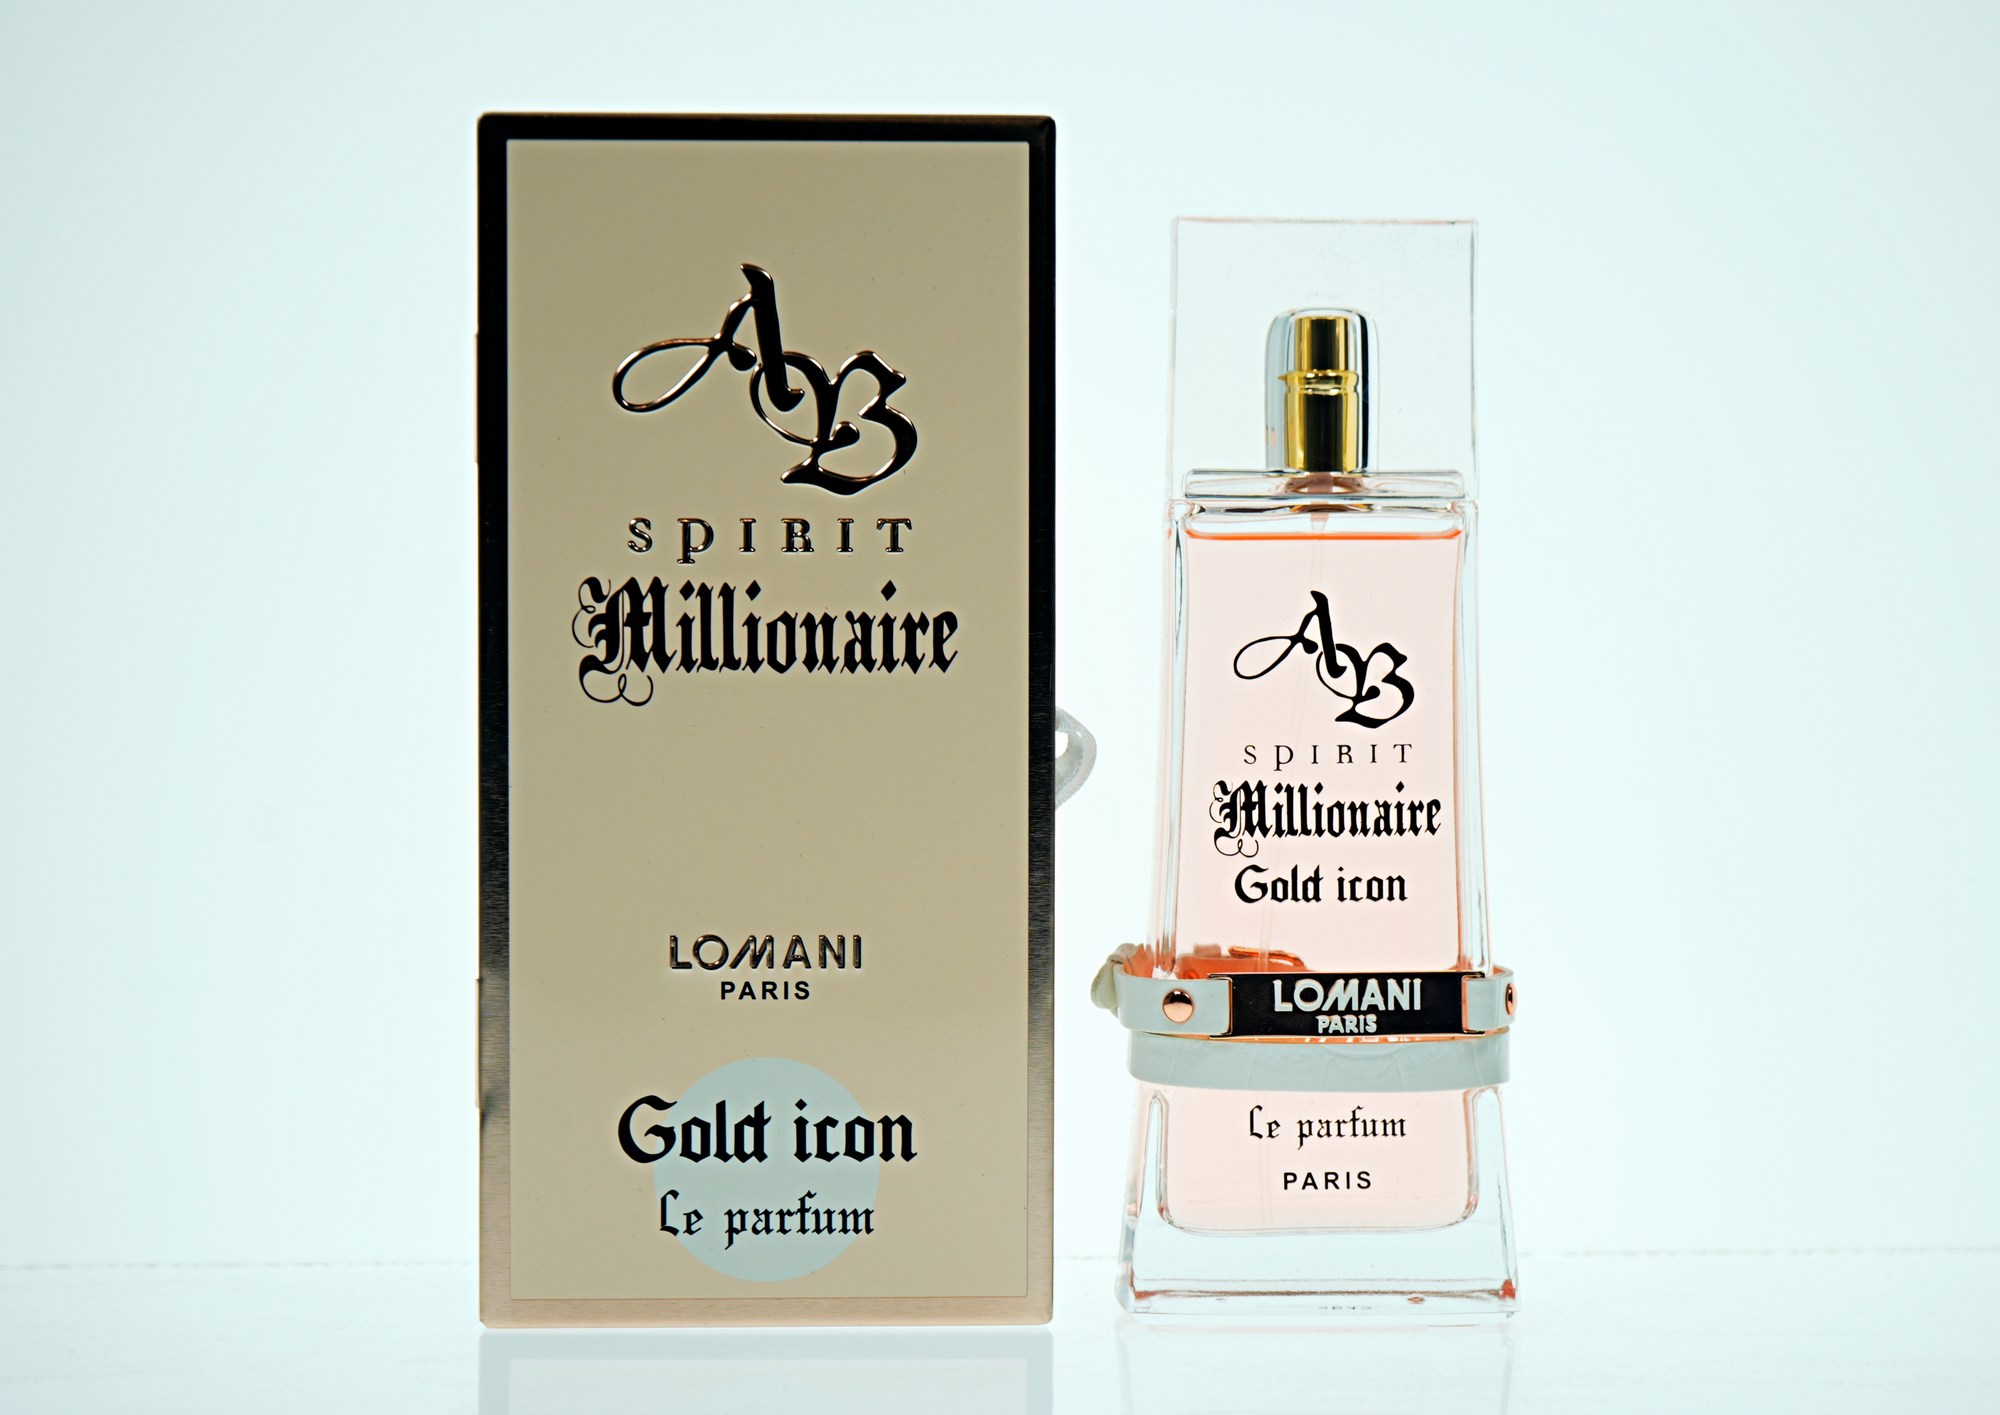 AB
SPIRIT
Millionaire
LOMANI
PARIS
Gold icon
Le parfum
AB
SPIRIT
Millionaire
Gold icon
LOMANI
PARIS
Le parfum
PARIS